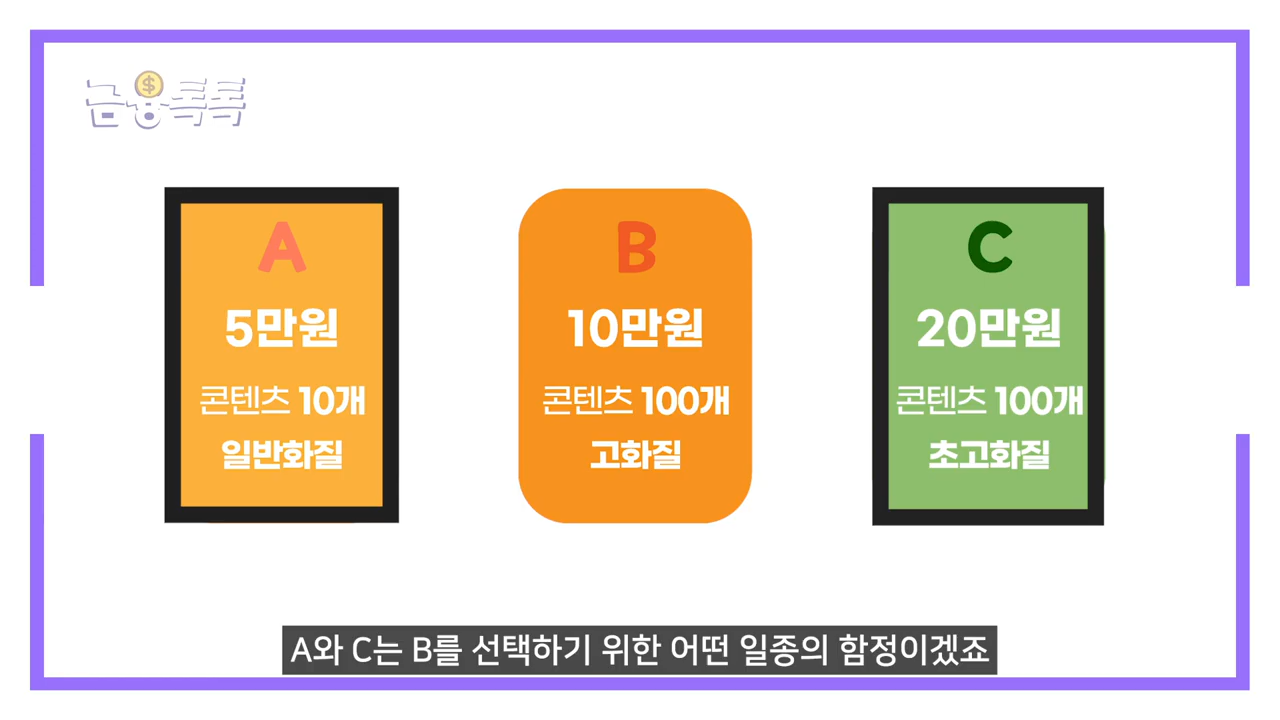 금융톡톡
A
5만원
콘텐츠 10개
일반화질
B
10만원
콘텐츠 100개
고화질
C
20만원
콘텐츠 100개
초고화질
A와 C는 B를 선택하기 위한 어떤 일종의 함정이겠죠